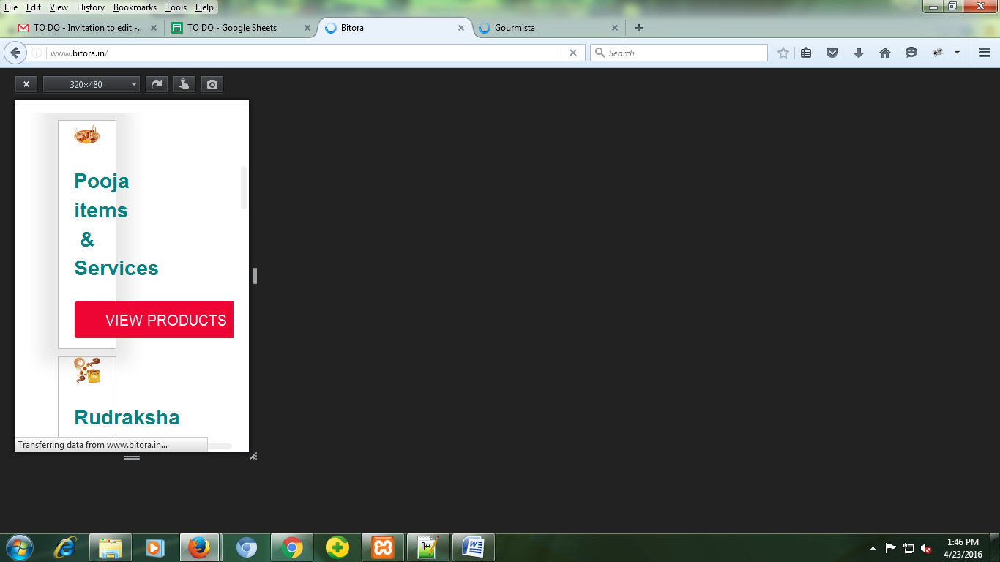 File Edit View History Bookmarks Tools Help
TO DO - Invitation to edit -...
TO DO - Google Sheets
Bitora
Gourmista
www.bitora.in/
Search
320×480
Pooja
items
&
Services
VIEW PRODUCTS
Rudraksha
Transferring data from www.bitora.in...
1:46 PM
4/23/2016